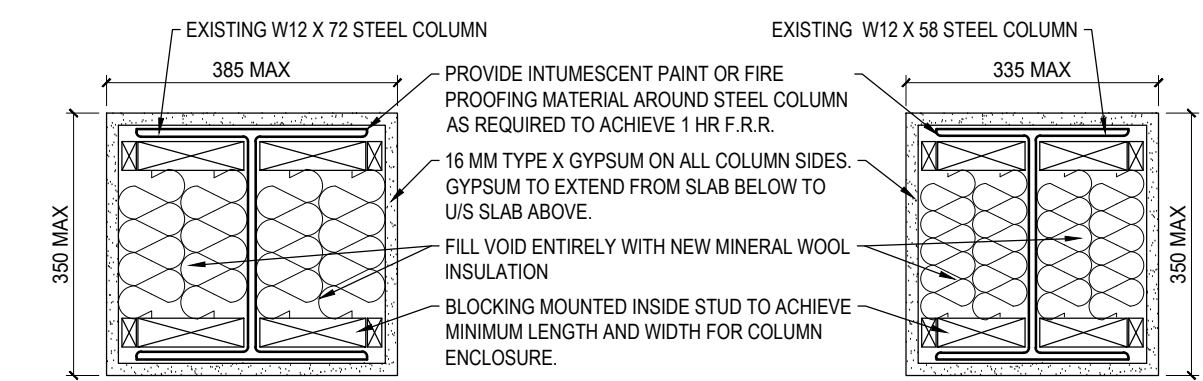 EXISTING W12 X 72 STEEL COLUMN
EXISTING W12 X 58 STEEL COLUMN
385 MAX
335 MAX
PROVIDE INTUMESCENT PAINT OR FIRE
PROOFING MATERIAL AROUND STEEL COLUMN
AS REQUIRED TO ACHIEVE 1 HR F.R.R.
16 MM TYPE X GYPSUM ON ALL COLUMN SIDES.
GYPSUM TO EXTEND FROM SLAB BELOW TO
U/S SLAB ABOVE.
350 MAX
350 MAX
FILL VOID ENTIRELY WITH NEW MINERAL WOOL
INSULATION
BLOCKING MOUNTED INSIDE STUD TO ACHIEVE
MINIMUM LENGTH AND WIDTH FOR COLUMN
ENCLOSURE.